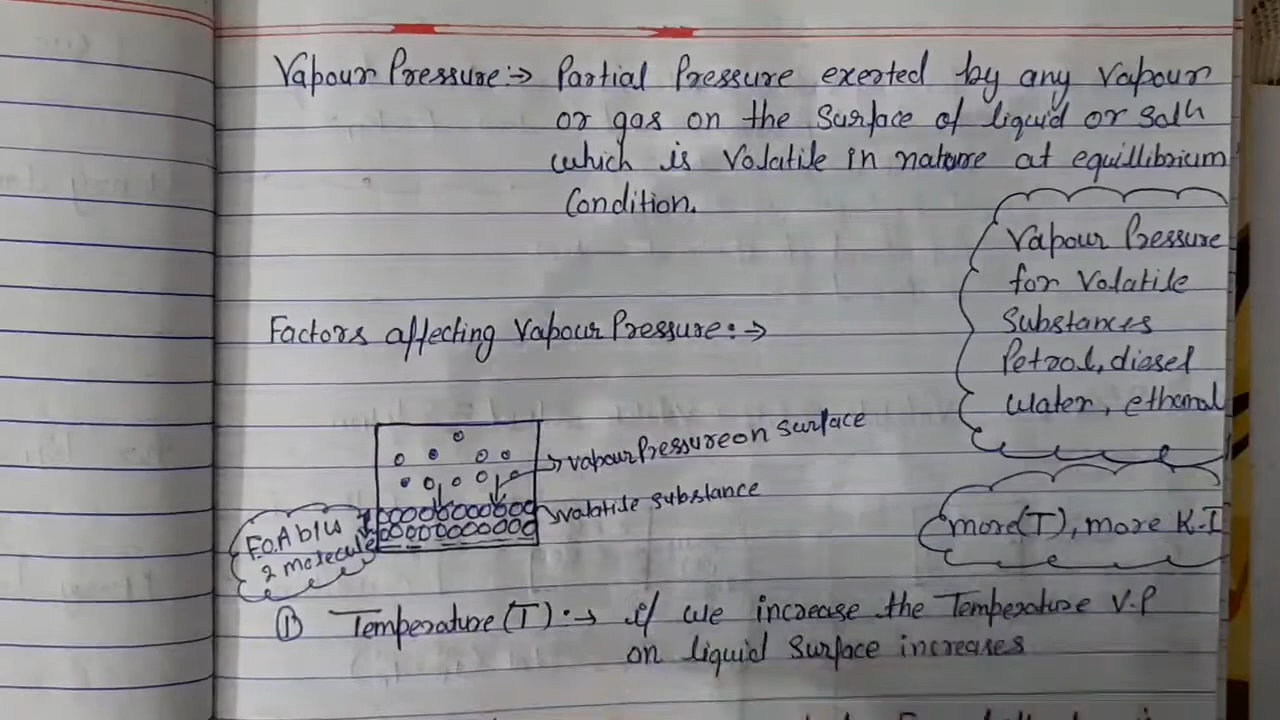 Vapour Pressure:→ Partial Pressure exerted by any vapour
or gas on the surface of liquid or solⁿ
which is Volatile in nature at equillibrium
Condition.
Vapour Pressure
for Volatile
Substances
Petrol, diesel
water, ethanol
Factors affecting Vapour Pressure:→
vapour Pressure on surface
volatile substance
F.O.A b/w
2 molecule
more(T), more K.E
① Temperature (T):→ if we increase the Temperature V.P
on liquid surface increases